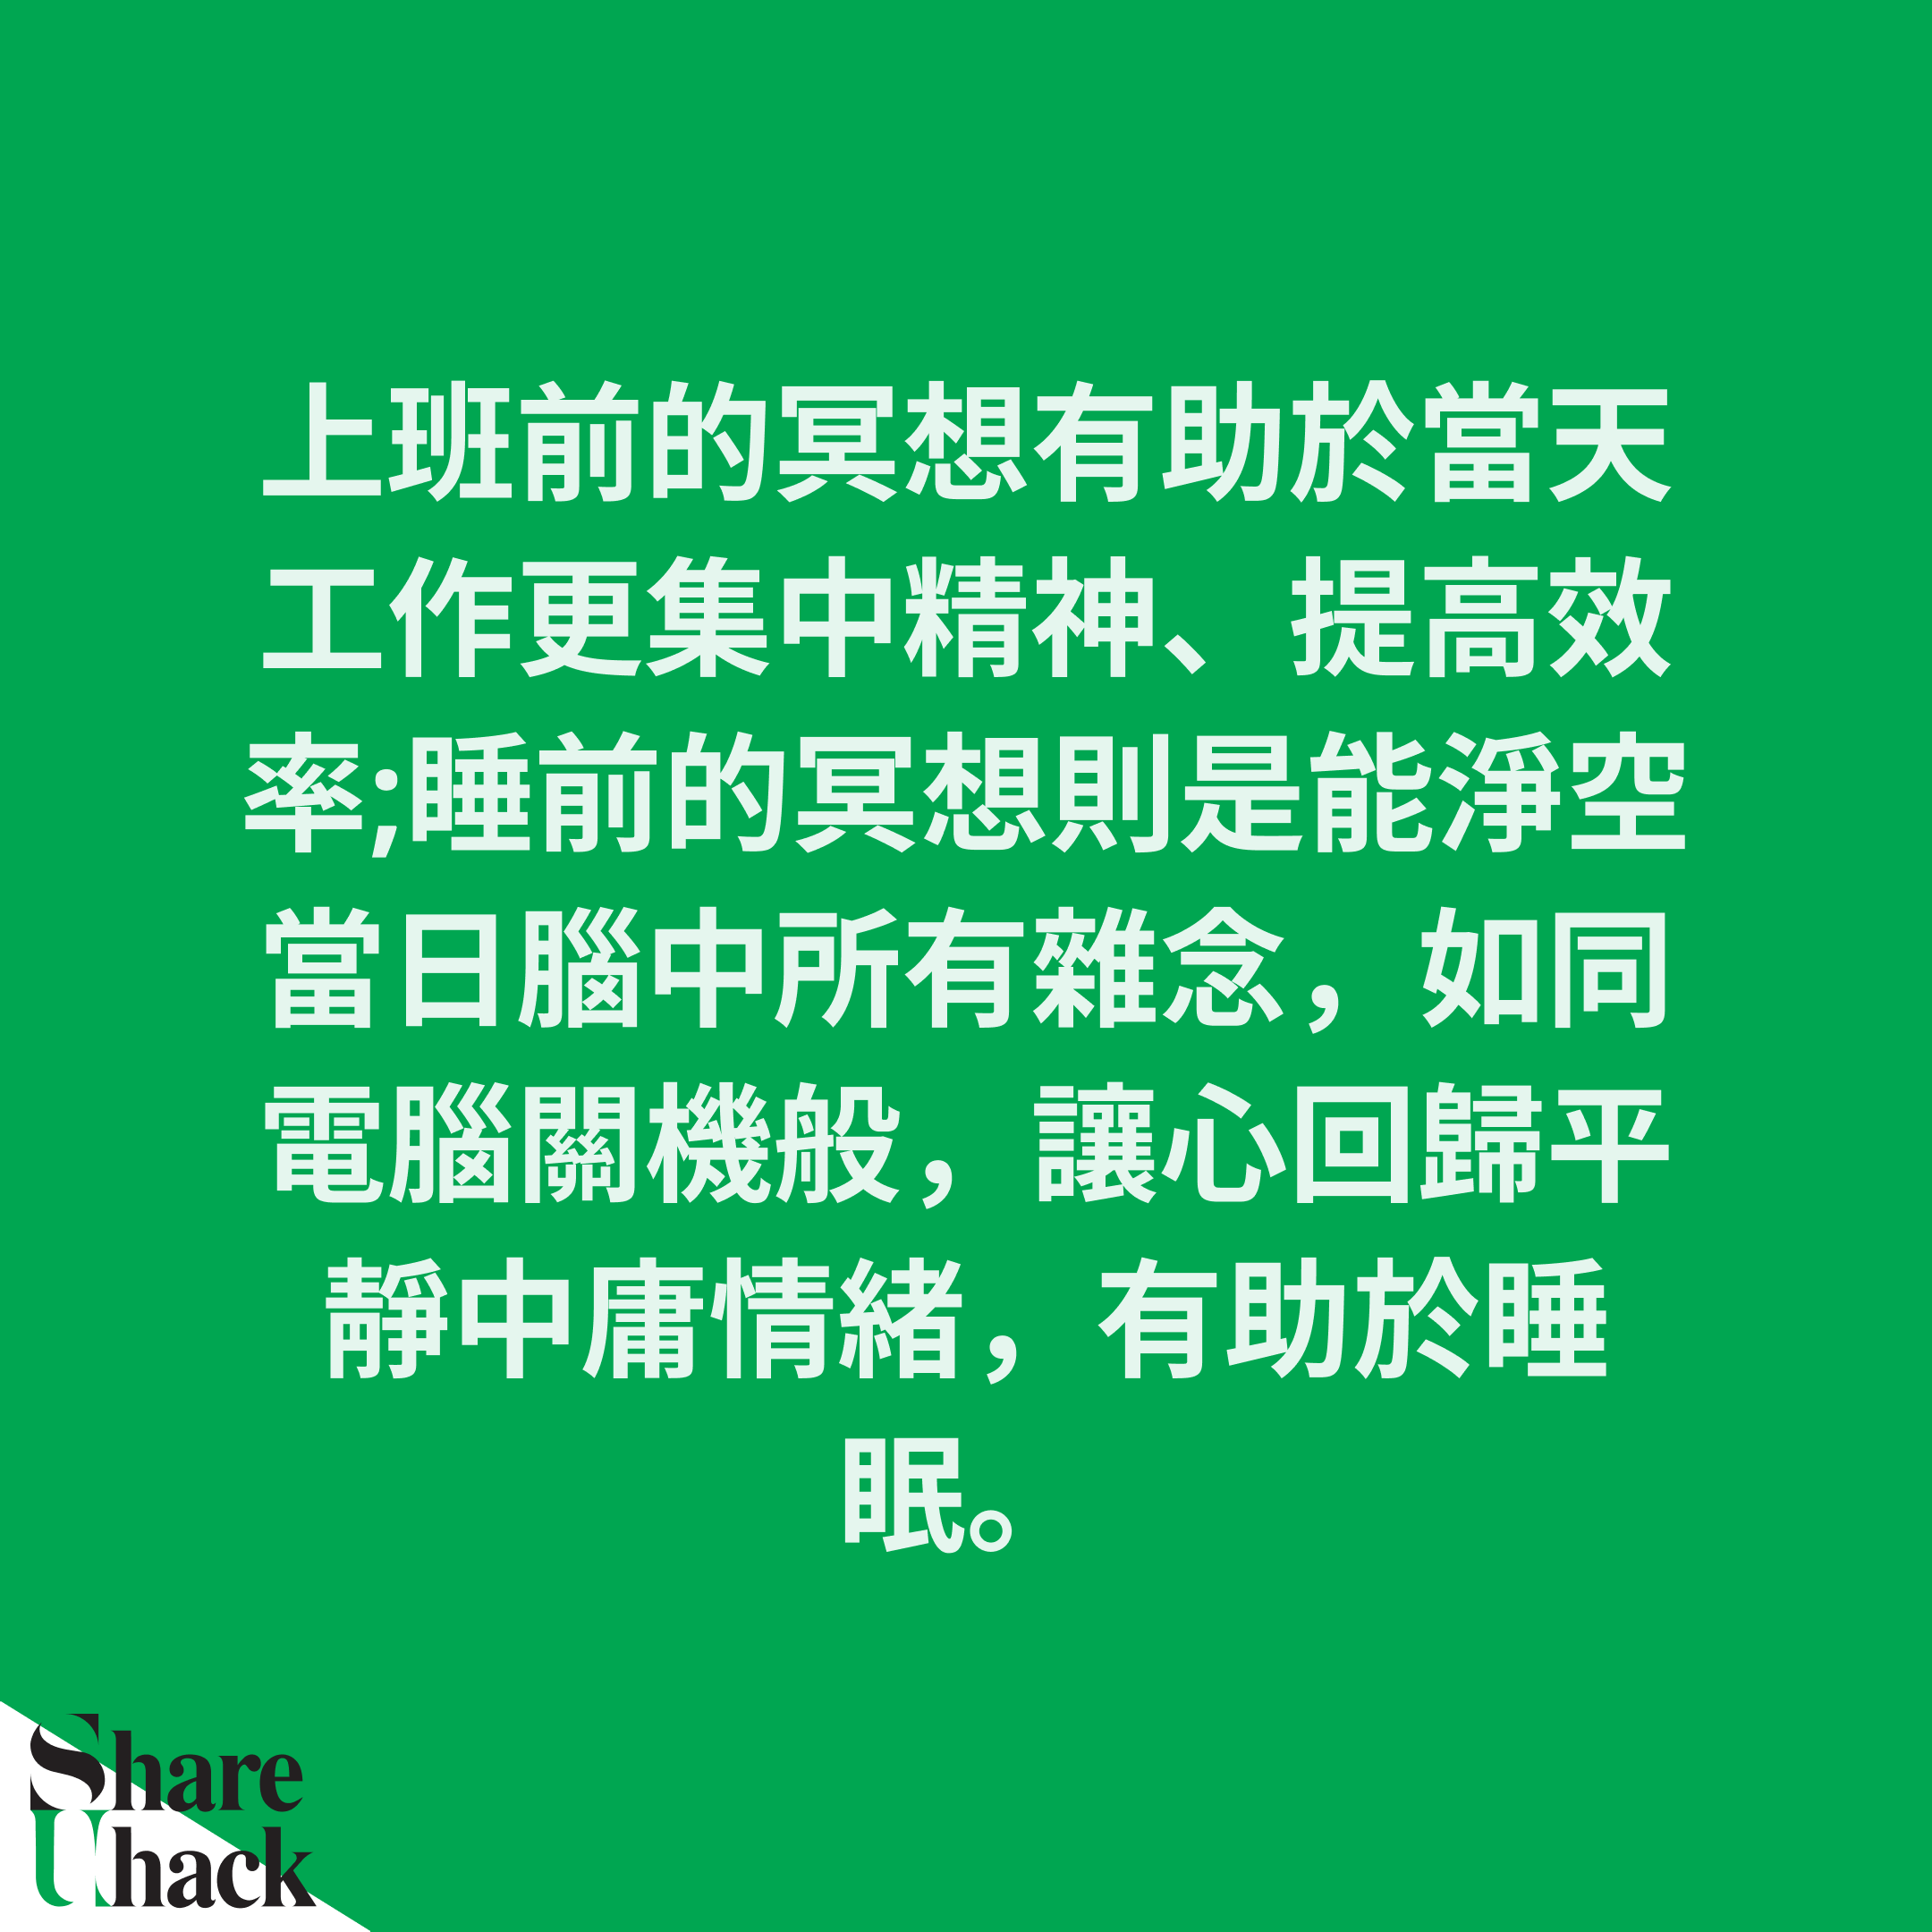 上班前的冥想有助於當天
工作更集中精神、提高效
率,睡前的冥想則是能淨空
當日腦中所有雜念，如同
電腦關機般，讓心回歸平
靜中庸情緒，有助於睡
眠。
Share
Uhack